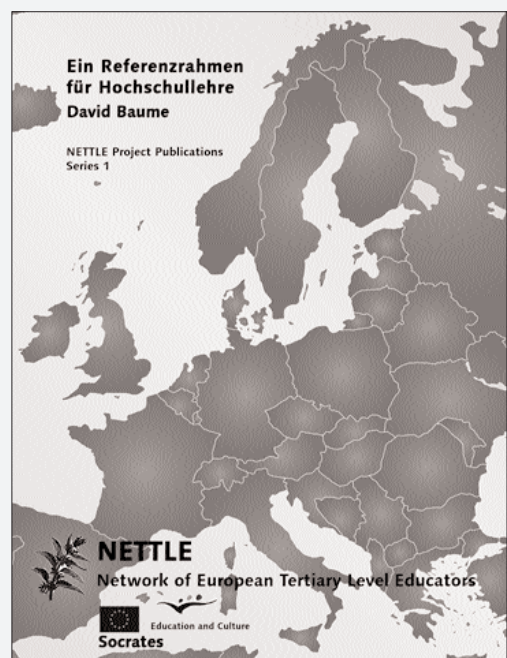 Ein Referenzrahmen
für Hochschullehre
David Baume
NETTLE Project Publications
Series 1
NETTLE
Network of European Tertiary Level Educators
Education and Culture
Socrates